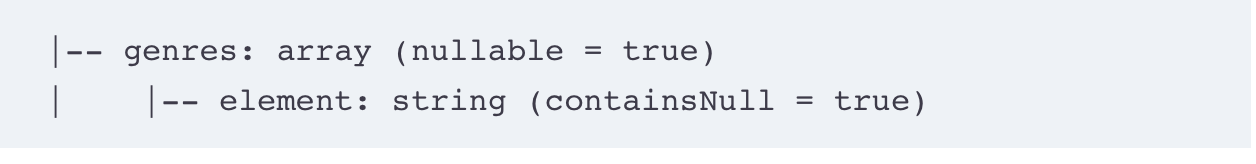 |-- genres: array (nullable = true)
|    |-- element: string (containsNull = true)